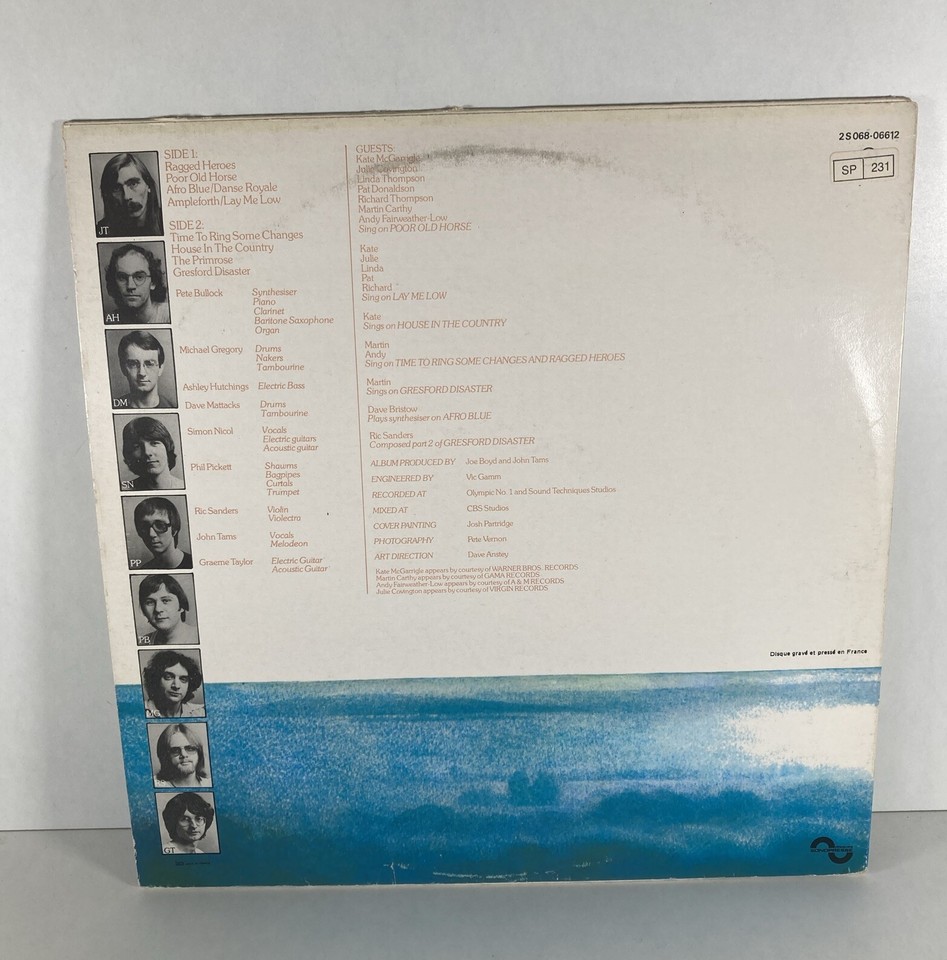 2S068-06612
SP 231
SIDE 1:
Ragged Heroes
Poor Old Horse
Afro Blue/Danse Royale
Ampleforth/Lay Me Low
SIDE 2:
Time To Ring Some Changes
House In The Country
The Primrose
Gresford Disaster
Pete Bullock Synthesiser
Piano
Clarinet
Baritone Saxophone
Organ
Michael Gregory Drums
Nakers
Tambourine
Ashley Hutchings Electric Bass
Dave Mattacks Drums
Tambourine
Simon Nicol Vocals
Electric guitars
Acoustic guitar
Phil Pickett Shawms
Bagpipes
Curtals
Trumpet
Ric Sanders Violin
Violectra
John Tams Vocals
Melodeon
Graeme Taylor Electric Guitar
Acoustic Guitar
GUESTS:
Kate McGarrigle
Julie Covington
Linda Thompson
Pat Donaldson
Richard Thompson
Martin Carthy
Andy Fairweather-Low
Sing on POOR OLD HORSE
Kate
Julie
Linda
Pat
Richard
Sing on LAY ME LOW
Kate
Sings on HOUSE IN THE COUNTRY
Martin
Andy
Sing on TIME TO RING SOME CHANGES AND RAGGED HEROES
Martin
Sings on GRESFORD DISASTER
Dave Bristow
Plays synthesiser on AFRO BLUE
Ric Sanders
Composed part 2 of GRESFORD DISASTER
ALBUM PRODUCED BY Joe Boyd and John Tams
ENGINEERED BY Vic Gamm
RECORDED AT Olympic No. 1 and Sound Techniques Studios
MIXED AT CBS Studios
COVER PAINTING Josh Partridge
PHOTOGRAPHY Pete Vernon
ART DIRECTION Dave Anstey
Kate McGarrigle appears by courtesy of WARNER BROS. RECORDS
Martin Carthy appears by courtesy of GAMA RECORDS
Andy Fairweather-Low appears by courtesy of A & M RECORDS
Julie Covington appears by courtesy of VIRGIN RECORDS
JT
AH
DM
SN
PP
PB
GT
Disque gravé et pressé en France